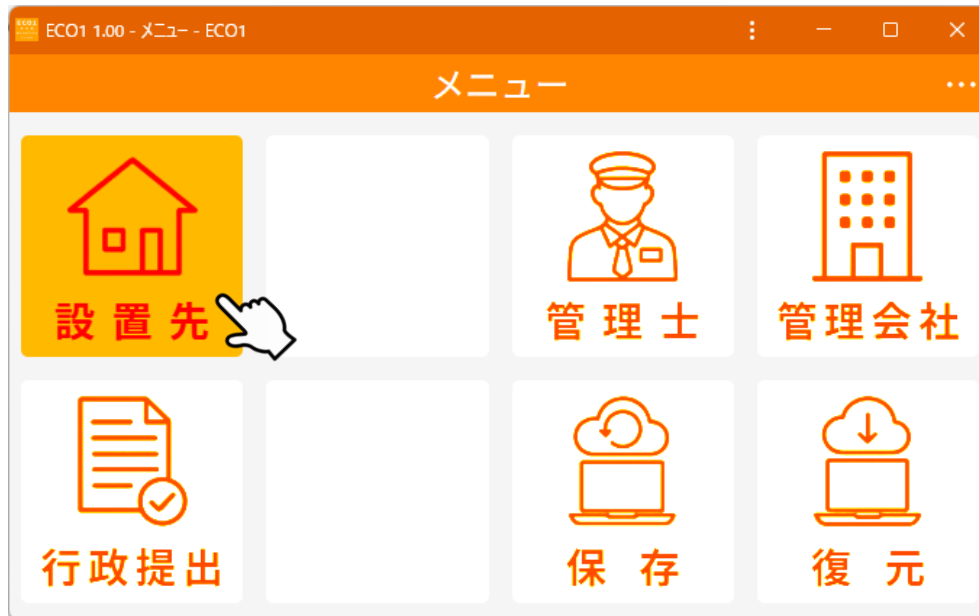 ECO1 1.00 - メニュー - ECO1
メニュー
設置先
管理士
管理会社
行政提出
保存
復元